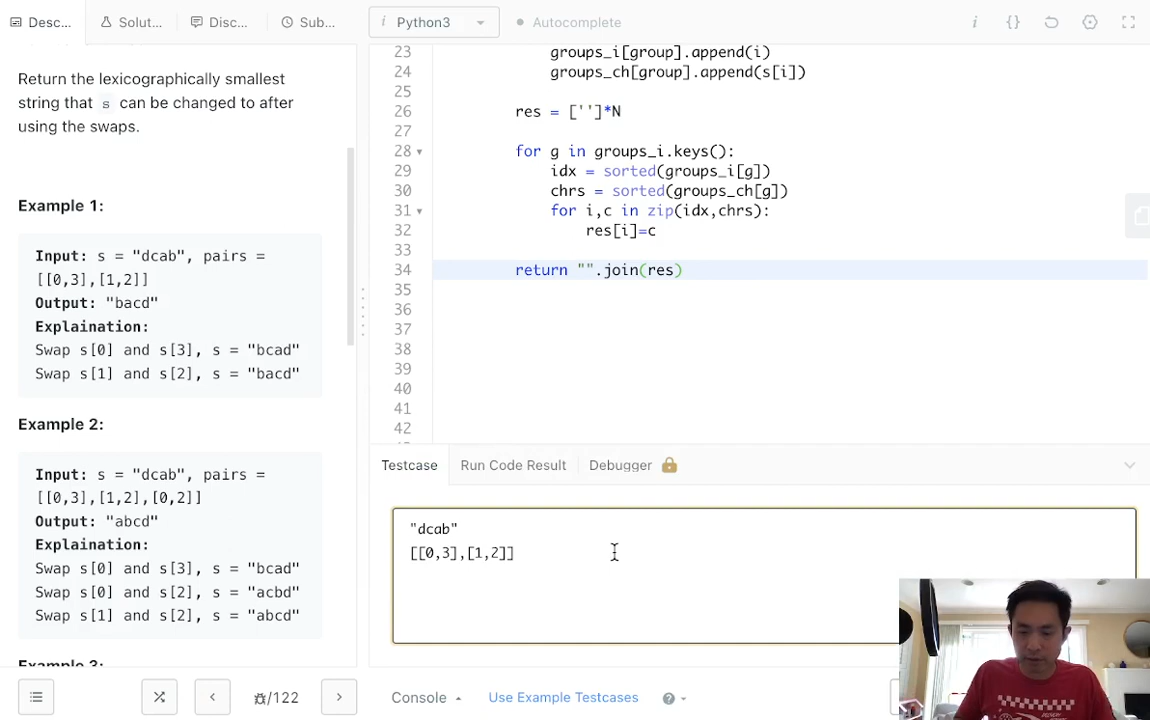 Desc...
Solut...
Disc...
Sub...
i Python3
Autocomplete
i {}
Return the lexicographically smallest
string that s can be changed to after
using the swaps.
Example 1:
Input: s = "dcab", pairs =
[[0,3],[1,2]]
Output: "bacd"
Explaination:
Swap s[0] and s[3], s = "bcad"
Swap s[1] and s[2], s = "bacd"
Example 2:
Input: s = "dcab", pairs =
[[0,3],[1,2],[0,2]]
Output: "abcd"
Explaination:
Swap s[0] and s[3], s = "bcad"
Swap s[0] and s[2], s = "acbd"
Swap s[1] and s[2], s = "abcd"
Example 3:
23 groups_i[group].append(i)
24 groups_ch[group].append(s[i])
25
26 res = ['']*N
27
28 for g in groups_i.keys():
29 idx = sorted(groups_i[g])
30 chrs = sorted(groups_ch[g])
31 for i,c in zip(idx,chrs):
32 res[i]=c
33
34 return "".join(res)
35
36
37
38
39
40
41
42
Testcase
Run Code Result
Debugger
"dcab"
[[0,3],[1,2]]
/122
Console
Use Example Testcases
?